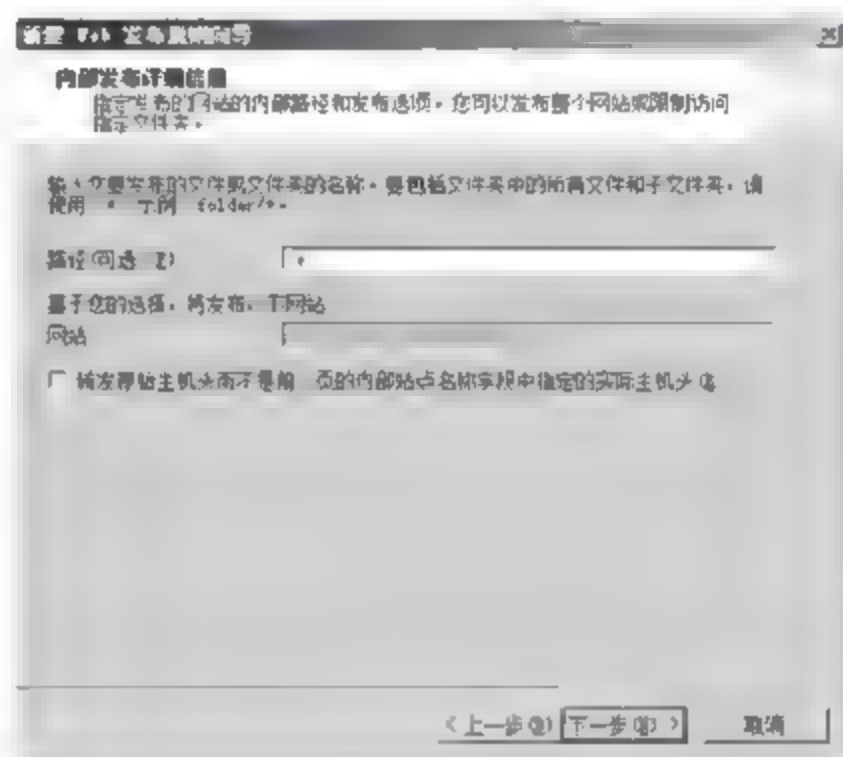 新建 Web 发布规则向导
内部发布详细信息
指定发布的网站的内部路径和发布选项。您可以发布整个网站或限制访问
指定文件夹。
输入您要发布的文件或文件夹的名称。要包括文件夹中的所有文件和子文件夹，请
使用 * 示例 folder/*。
路径(可选)
基于您的选择，将发布 网站
网站
转发原始主机头而不是前一页的内部站点名称字段中指定的实际主机头
< 上一步(B) 下一步(N) > 取消